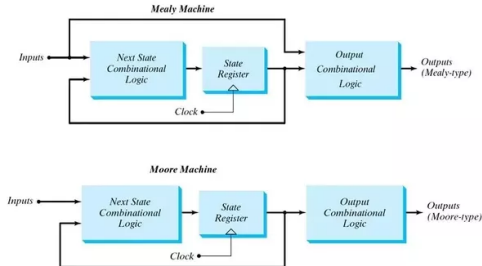 Mealy Machine
Inputs
Next State
Combinational
Logic
State
Register
Clock
Output
Combinational
Logic
Outputs
(Mealy-type)
Moore Machine
Inputs
Next State
Combinational
Logic
State
Register
Clock
Output
Combinational
Logic
Outputs
(Moore-type)